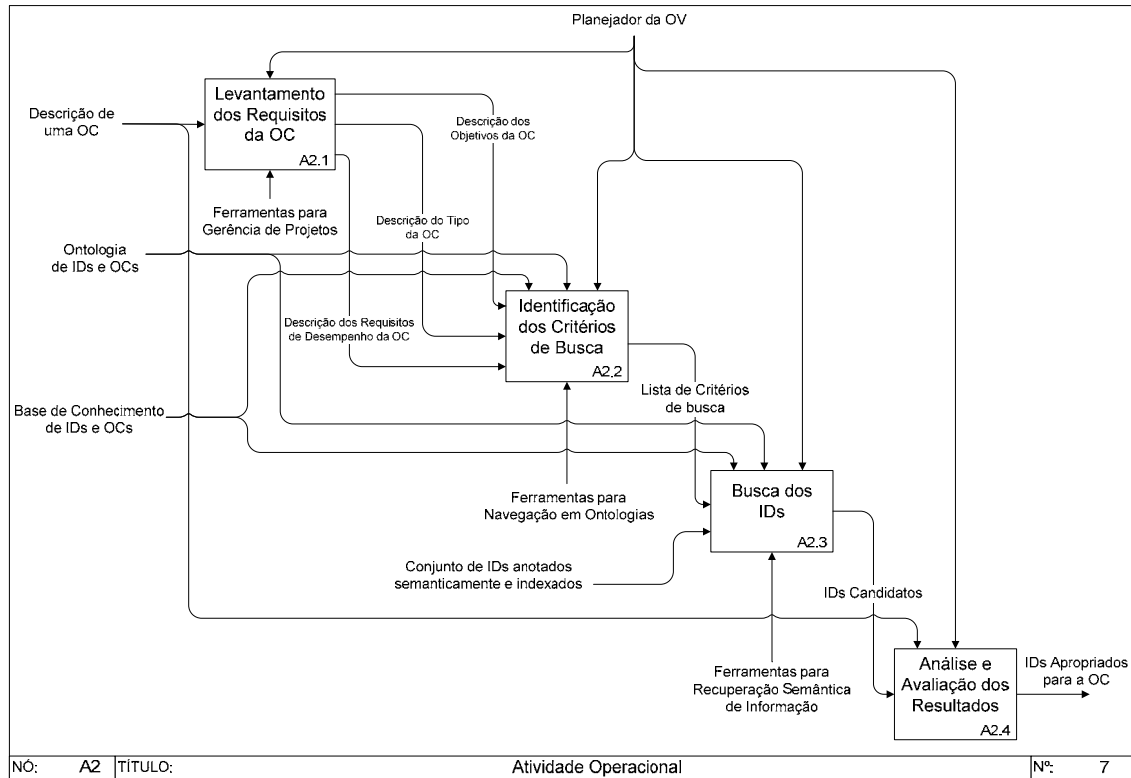 Planejador da OV
Levantamento
dos Requisitos
da OC
A2.1
Descrição de
uma OC
Descrição dos
Objetivos da OC
Ferramentas para
Gerência de Projetos
Descrição do Tipo
da OC
Ontologia
de IDs e OCs
Identificação
dos Critérios
de Busca
A2.2
Descrição dos Requisitos
de Desempenho da OC
Lista de Critérios
de busca
Base de Conhecimento
de IDs e OCs
Busca dos
IDs
A2.3
Ferramentas para
Navegação em Ontologias
Conjunto de IDs anotados
semanticamente e indexados
IDs Candidatos
Análise e
Avaliação dos
Resultados
A2.4
IDs Apropriados
para a OC
Ferramentas para
Recuperação Semântica
de Informação
NÓ: A2 TÍTULO: Atividade Operacional Nº: 7